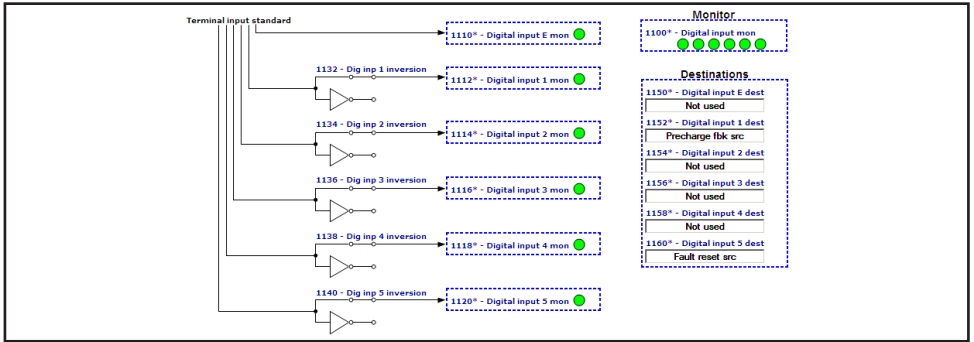 Terminal input standard
1110* - Digital input E mon
1132 - Dig inp 1 inversion
1112* - Digital input 1 mon
1134 - Dig inp 2 inversion
1114* - Digital input 2 mon
1136 - Dig inp 3 inversion
1116* - Digital input 3 mon
1138 - Dig inp 4 inversion
1118* - Digital input 4 mon
1140 - Dig inp 5 inversion
1120* - Digital input 5 mon
Monitor
1100* - Digital input mon
Destinations
1150* - Digital input E dest
Not used
1152* - Digital input 1 dest
Precharge fbk src
1154* - Digital input 2 dest
Not used
1156* - Digital input 3 dest
Not used
1158* - Digital input 4 dest
Not used
1160* - Digital input 5 dest
Fault reset src